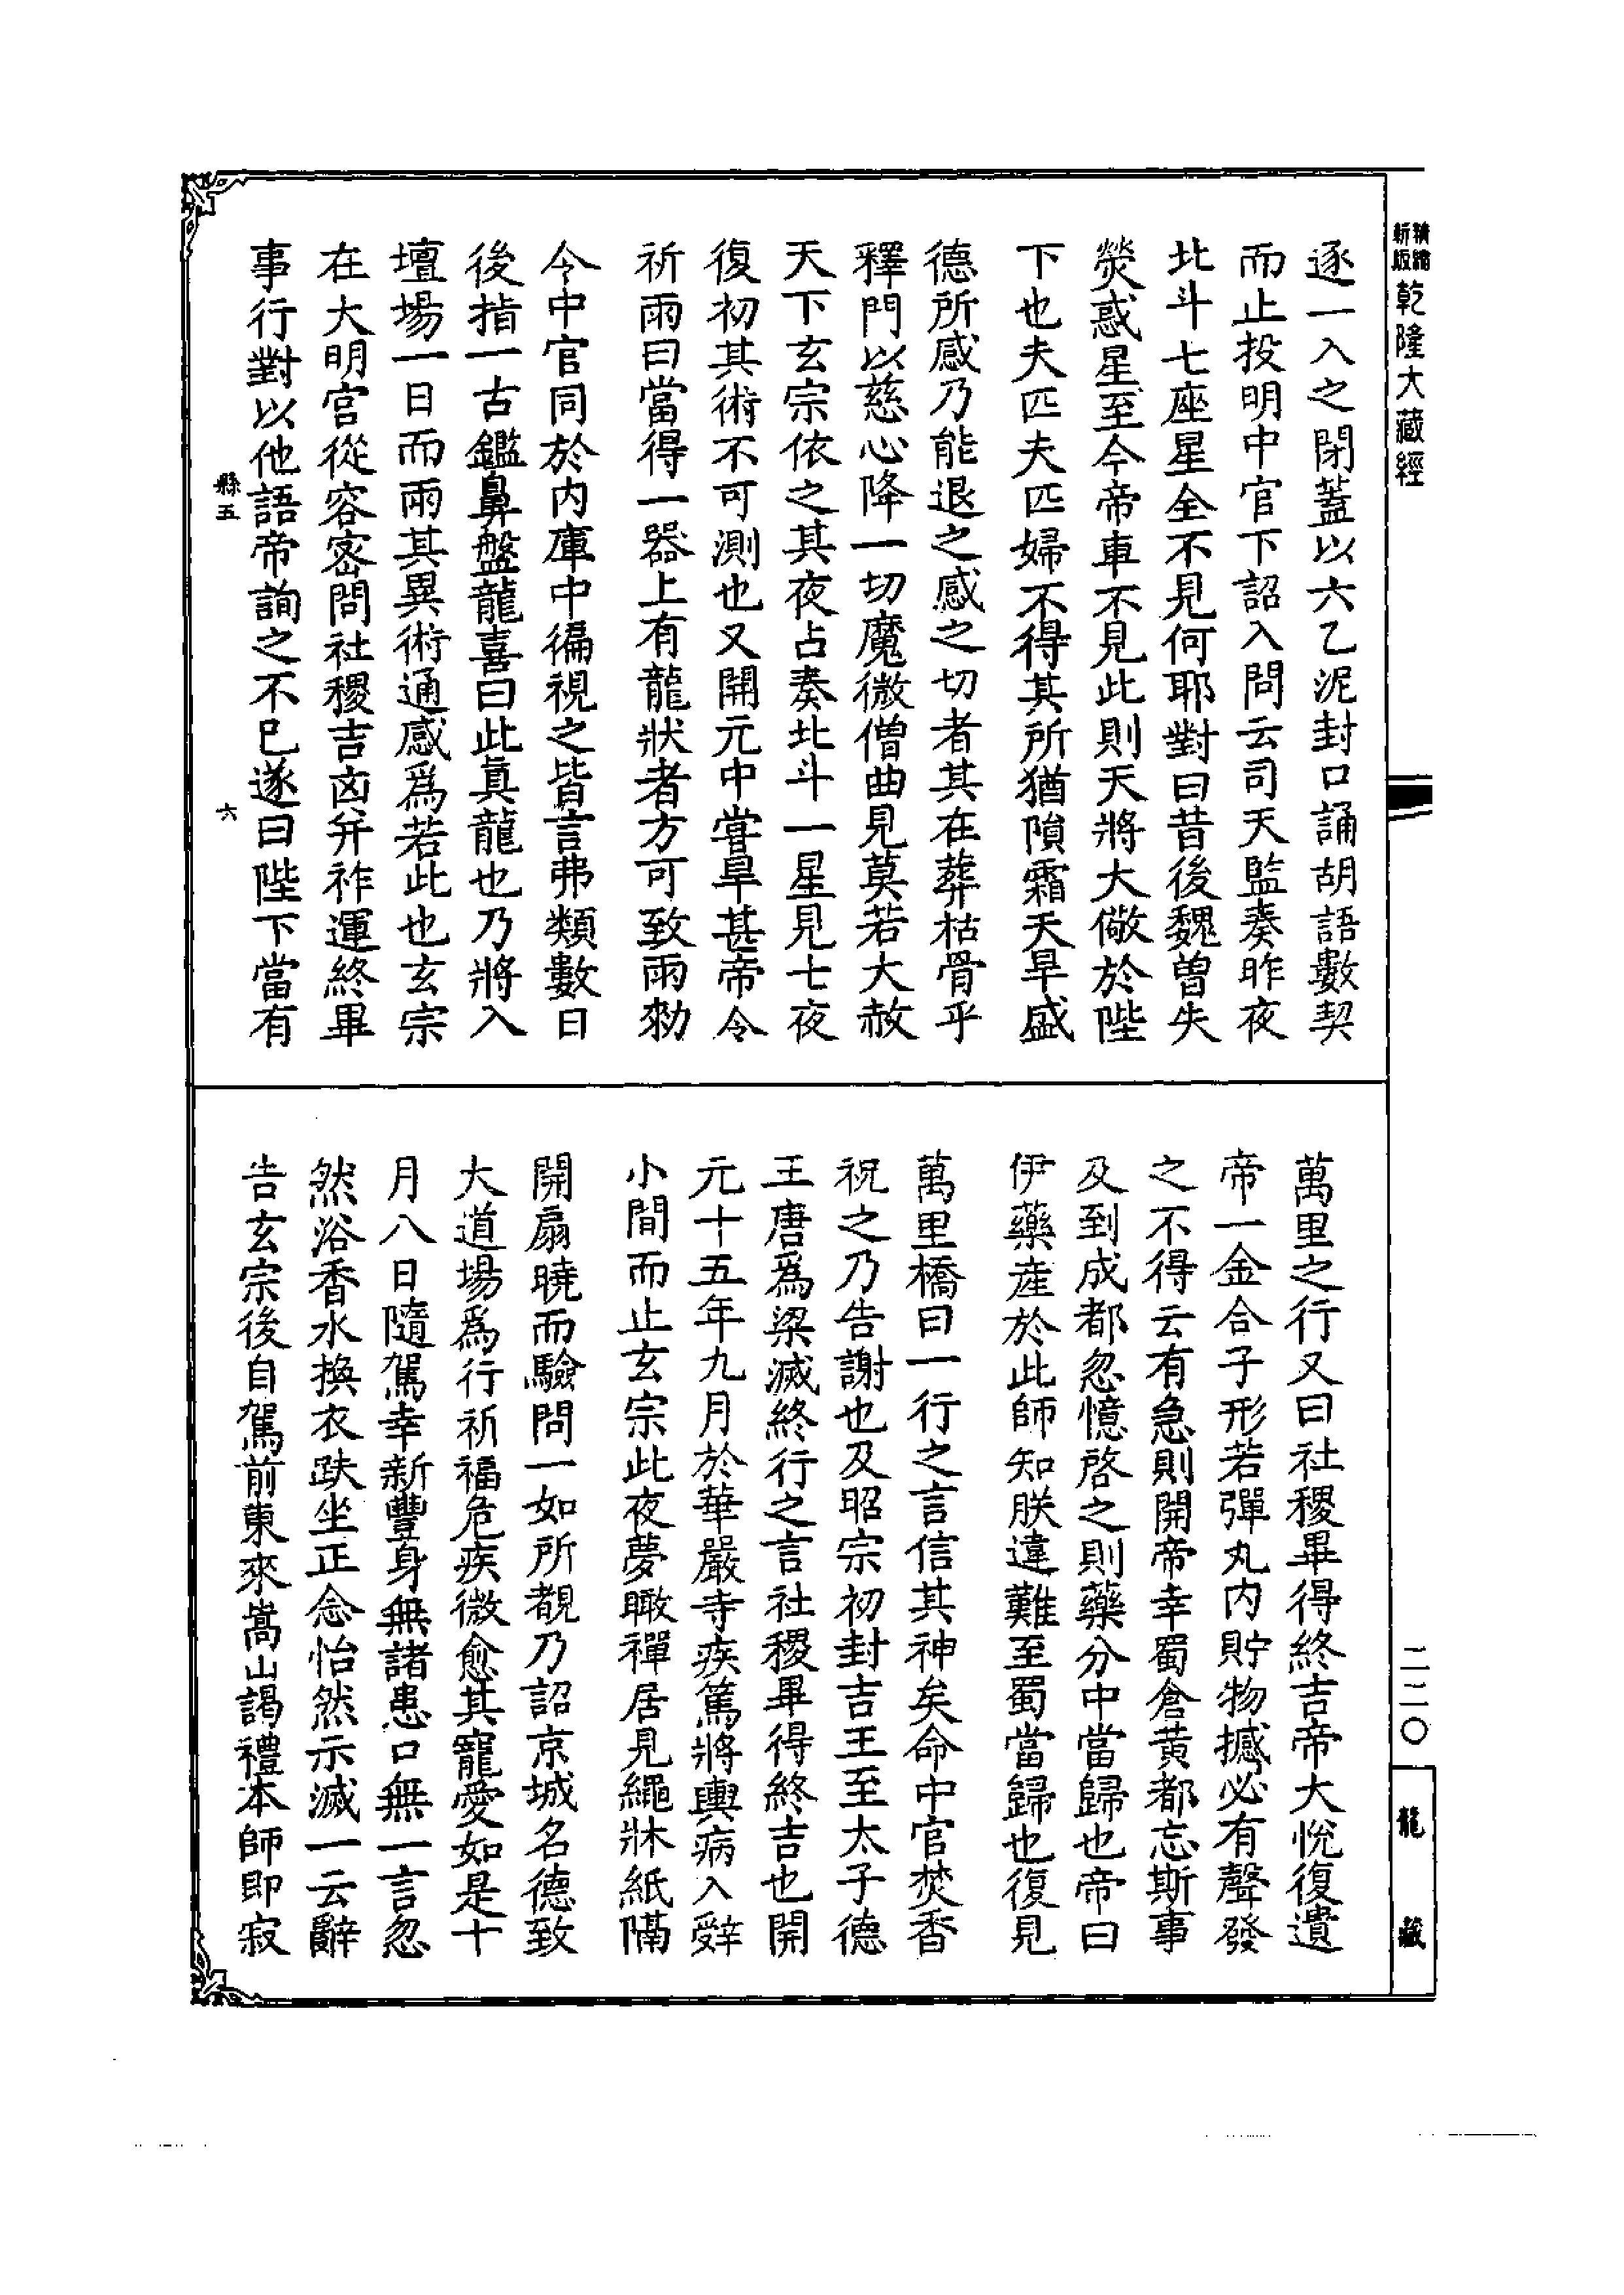 精縮新版 乾隆大藏經
逐一入之閉蓋以六乙泥封口誦胡語數契
而止投明中官下詔入問云司天監奏昨夜
北斗七座星全不見何耶對曰昔後魏曾失
熒惑星至今帝車不見此則天將大儆於陛
下也夫匹夫匹婦不得其所猶隕霜天旱盛
德所感乃能退之感之切者其在葬枯骨乎
釋門以慈心降一切魔微僧曲見莫若大赦
天下玄宗依之其夜占奏北斗一星見七夜
復初其術不可測也又開元中嘗旱甚帝令
祈雨曰當得一器上有龍狀者方可致雨勑
令中官同於內庫中徧視之皆言弗類數日
後指一古鑑鼻盤龍喜曰此真龍也乃將入
壇場一日而雨其異術通感為若此也玄宗
在大明宮從容密問社稷吉凶并祚運終畢
事行對以他語帝詢之不已遂曰陛下當有
縣五
六
萬里之行又曰社稷畢得終吉帝大悅復遺
帝一金合子形若彈丸內貯物撼必有聲發
之不得云有急則開帝幸蜀倉黃都忘斯事
及到成都忽憶啓之則藥分中當歸也帝曰
伊藥產於此師知朕違難至蜀當歸也復見
萬里橋曰一行之言信其神矣命中官焚香
祝之乃告謝也及昭宗初封吉王至太子德
王唐為梁滅終行之言社稷畢得終吉也開
元十五年九月於華嚴寺疾篤將輿病入辭
小間而止玄宗此夜夢瞰禪居見繩牀紙隔
開扇曉而驗問一如所覩乃詔京城名德致
大道場為行祈福危疾微愈其寵愛如是十
月八日隨駕幸新豐身無諸患口無一言忽
然浴香水換衣趺坐正念怡然示滅一云辭
告玄宗後自駕前東來嵩山謁禮本師即寂
二二〇
龍藏